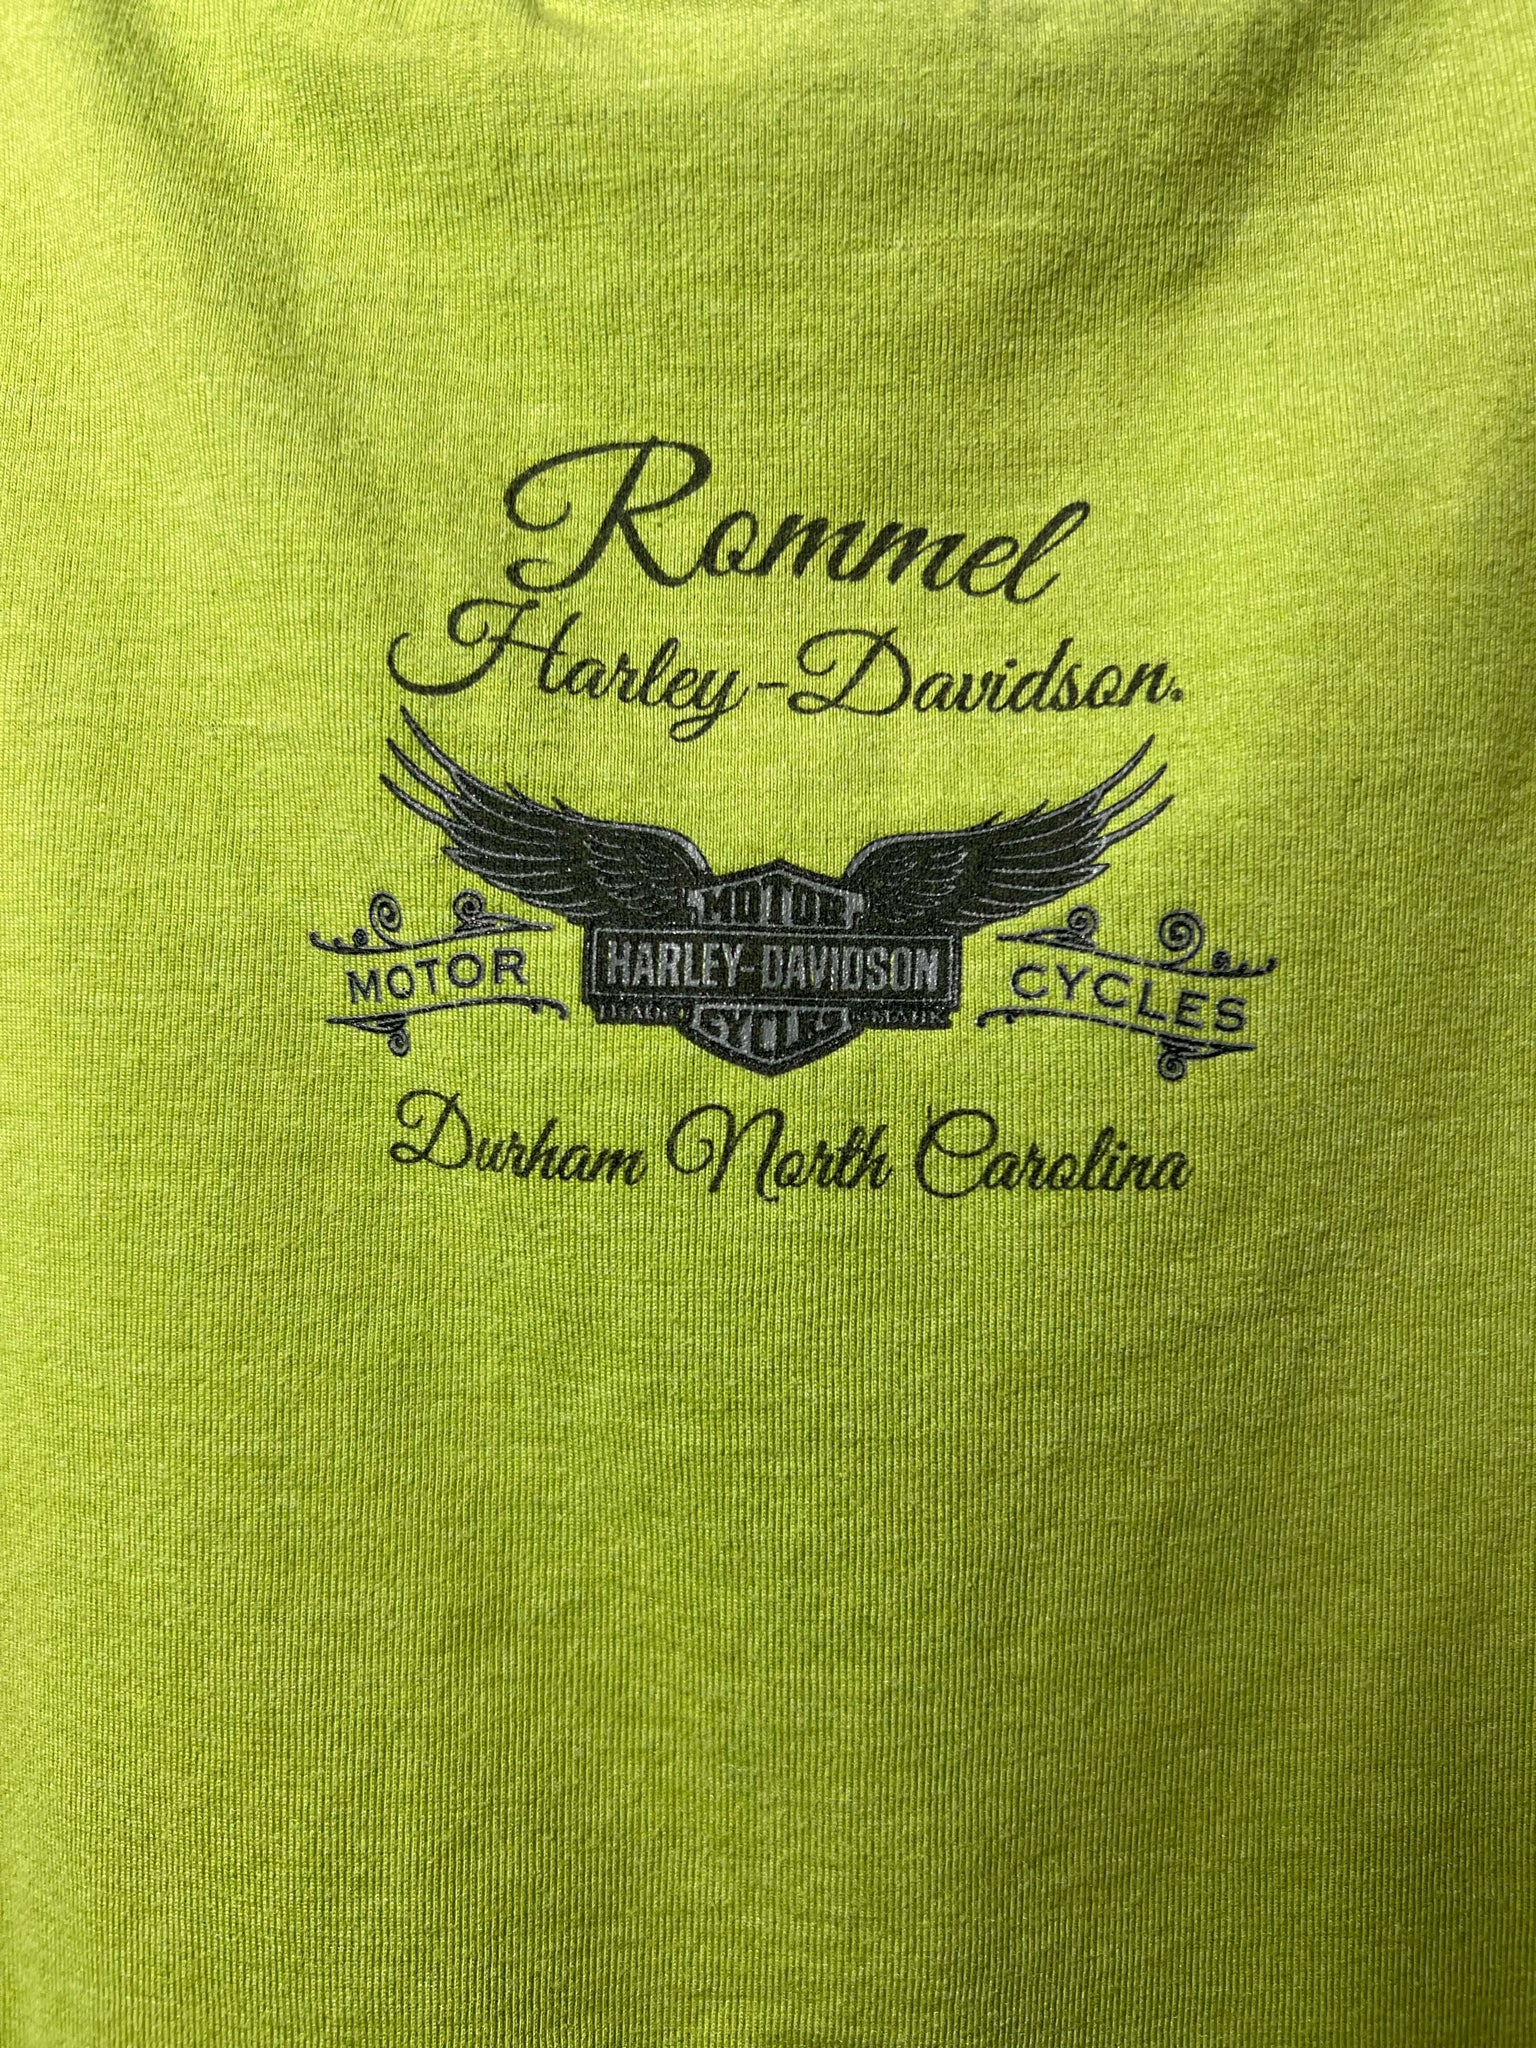 Rommel
Harley-Davidson.
MOTOR
MOTOR
HARLEY-DAVIDSON
CYCLES
Durham North Carolina